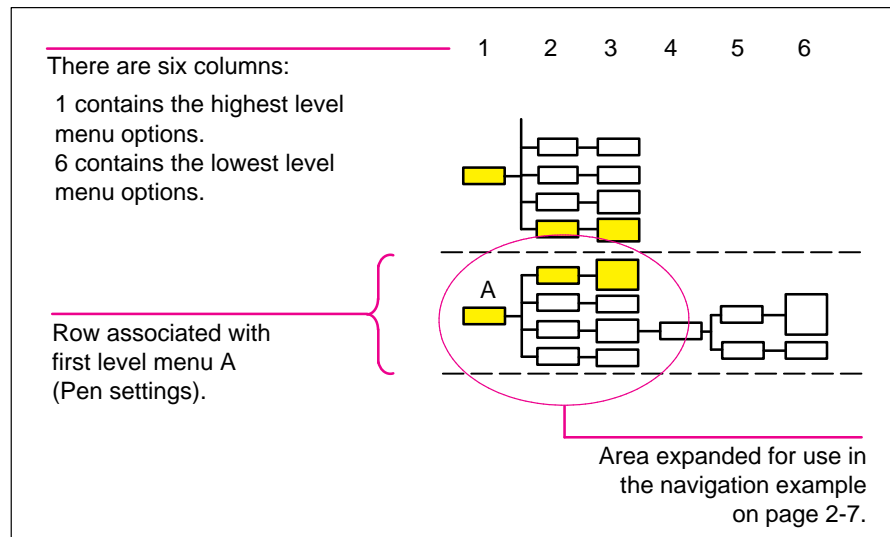 There are six columns:
1 contains the highest level
menu options.
6 contains the lowest level
menu options.
1 2 3 4 5 6
A
Row associated with
first level menu A
(Pen settings).
Area expanded for use in
the navigation example
on page 2-7.